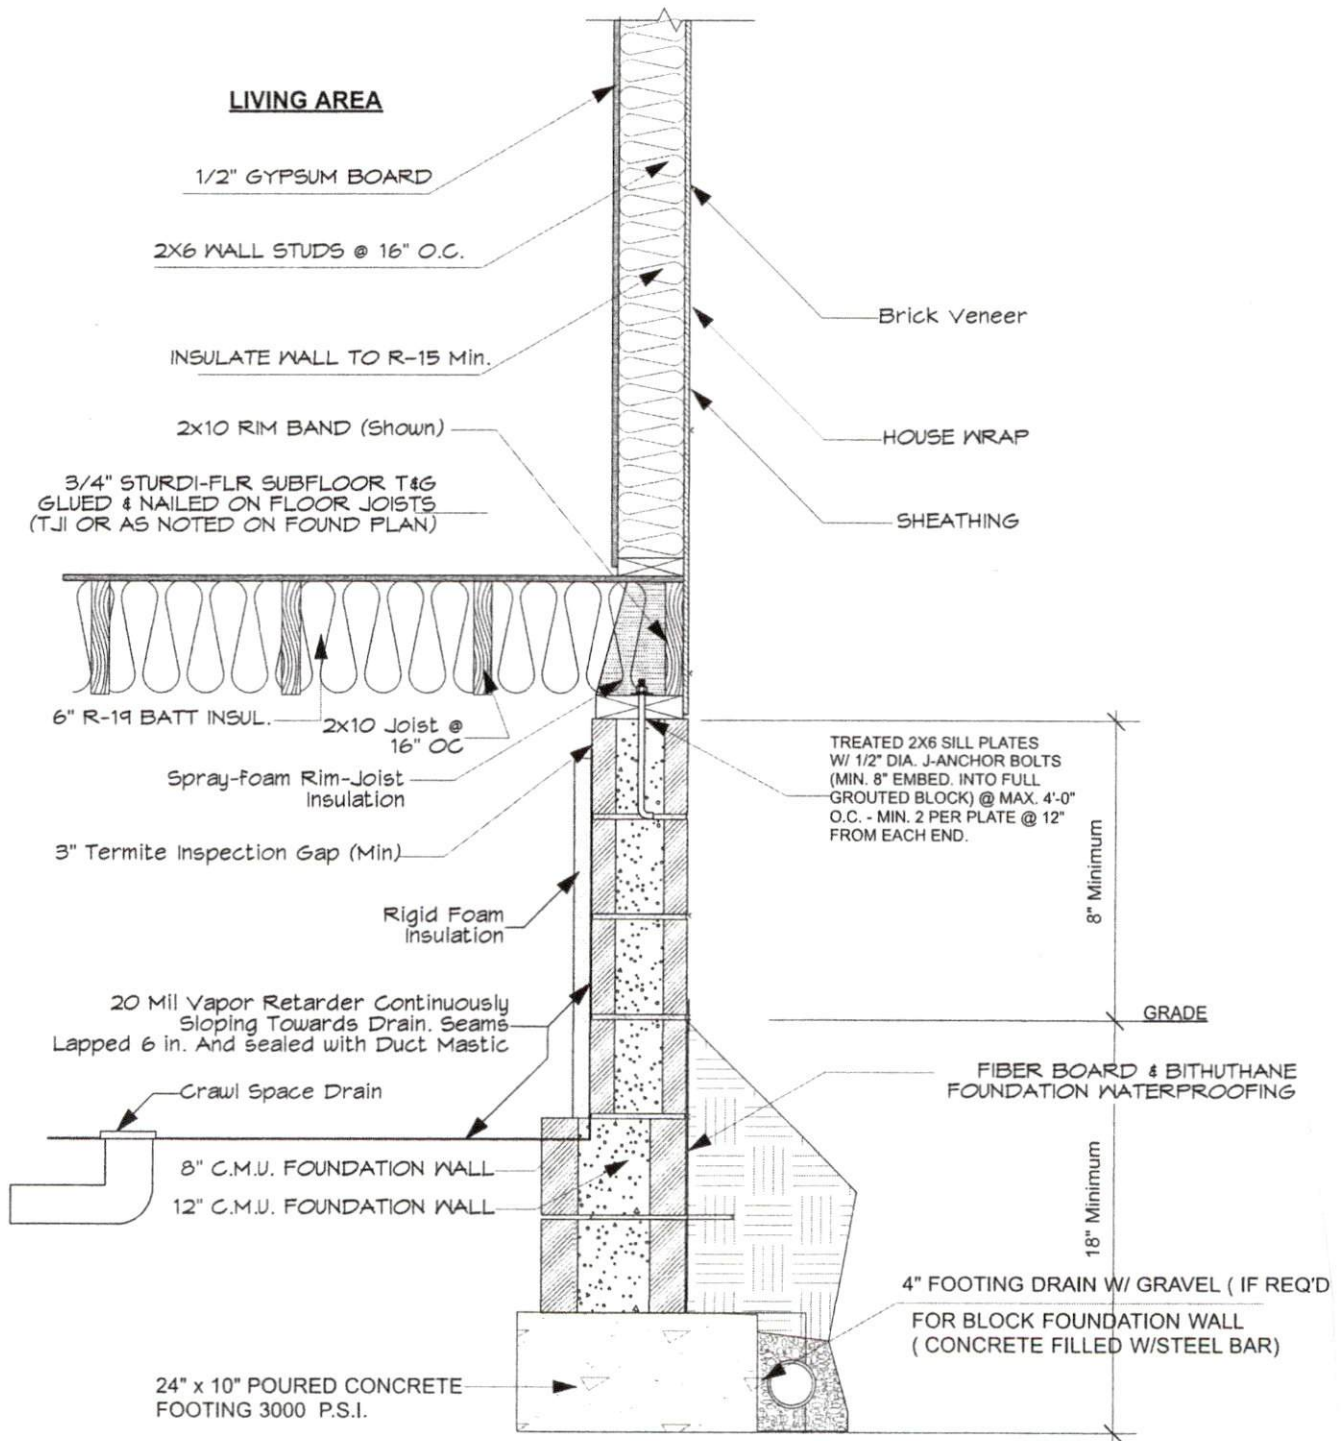 LIVING AREA
1/2" GYPSUM BOARD
2X6 WALL STUDS @ 16" O.C.
INSULATE WALL TO R-15 Min.
2x10 RIM BAND (Shown)
3/4" STURDI-FLR SUBFLOOR T&G
GLUED & NAILED ON FLOOR JOISTS
(TJI OR AS NOTED ON FOUND PLAN)
Brick Veneer
HOUSE WRAP
SHEATHING
6" R-19 BATT INSUL.
2x10 Joist @
16" OC
Spray-foam Rim-Joist
Insulation
3" Termite Inspection Gap (Min)
Rigid Foam
Insulation
20 Mil Vapor Retarder Continuously
Sloping Towards Drain. Seams
Lapped 6 in. And sealed with Duct Mastic
Crawl Space Drain
8" C.M.U. FOUNDATION WALL
12" C.M.U. FOUNDATION WALL
24" x 10" POURED CONCRETE
FOOTING 3000 P.S.I.
TREATED 2X6 SILL PLATES
W/ 1/2" DIA. J-ANCHOR BOLTS
(MIN. 8" EMBED. INTO FULL
GROUTED BLOCK) @ MAX. 4'-0"
O.C. - MIN. 2 PER PLATE @ 12"
FROM EACH END.
8" Minimum
GRADE
FIBER BOARD & BITHUTHANE
FOUNDATION WATERPROOFING
18" Minimum
4" FOOTING DRAIN W/ GRAVEL ( IF REQ'D
FOR BLOCK FOUNDATION WALL
( CONCRETE FILLED W/STEEL BAR)